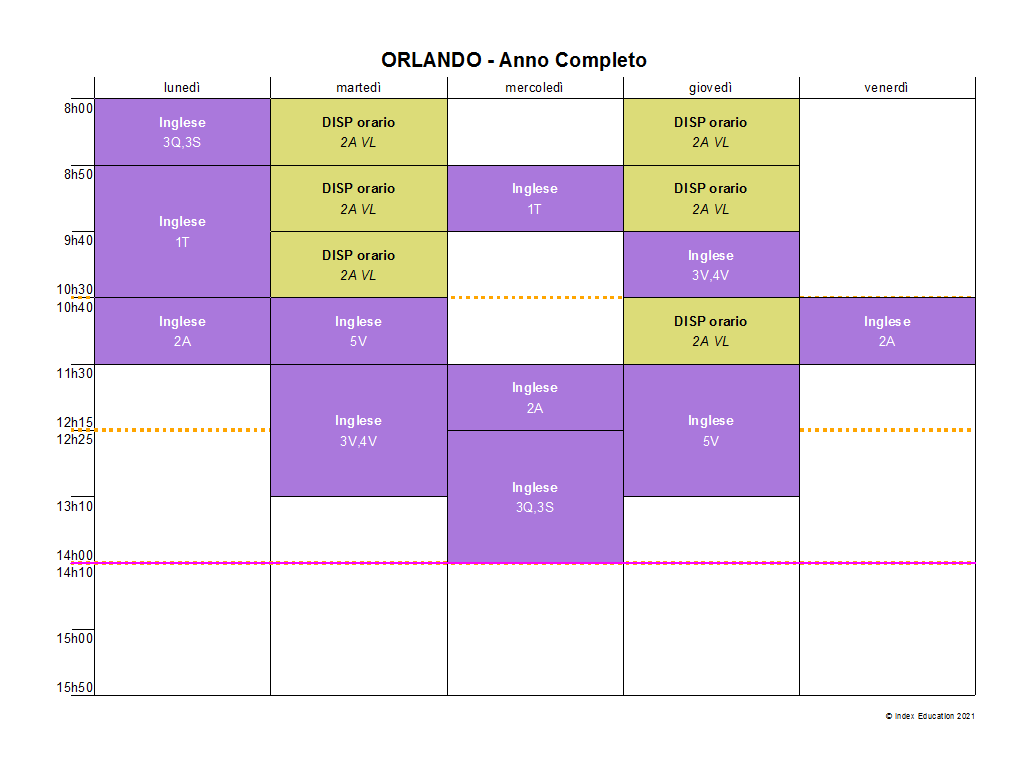 ORLANDO - Anno Completo
lunedì martedì mercoledì giovedì venerdì
8h00
Inglese
3Q,3S
DISP orario
2A VL
DISP orario
2A VL
8h50
Inglese
1T
DISP orario
2A VL
Inglese
1T
DISP orario
2A VL
9h40
DISP orario
2A VL
Inglese
3V,4V
10h30
10h40
Inglese
2A
Inglese
5V
DISP orario
2A VL
Inglese
2A
11h30
Inglese
3V,4V
Inglese
2A
Inglese
5V
12h15
12h25
Inglese
3Q,3S
13h10
14h00
14h10
15h00
15h50
© Index Education 2021